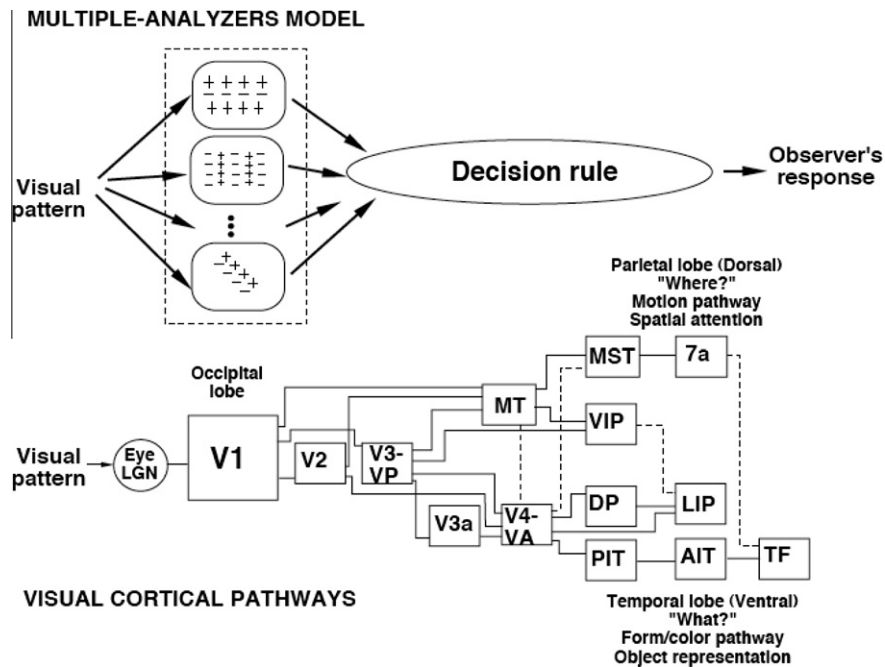 MULTIPLE-ANALYZERS MODEL
+ + + +
− − − −
+ + + +
− + − + −
− + − + −
− + − + −
− + − + −
Visual
pattern
Decision rule
Observer's
response
+
− +
− +
− +
−
Parietal lobe (Dorsal)
"Where?"
Motion pathway
Spatial attention
Occipital
lobe
MST
7a
MT
VIP
Visual
pattern
Eye
LGN
V1
V2
V3-
VP
V3a
V4-
VA
DP
LIP
PIT
AIT
TF
VISUAL CORTICAL PATHWAYS
Temporal lobe (Ventral)
"What?"
Form/color pathway
Object representation